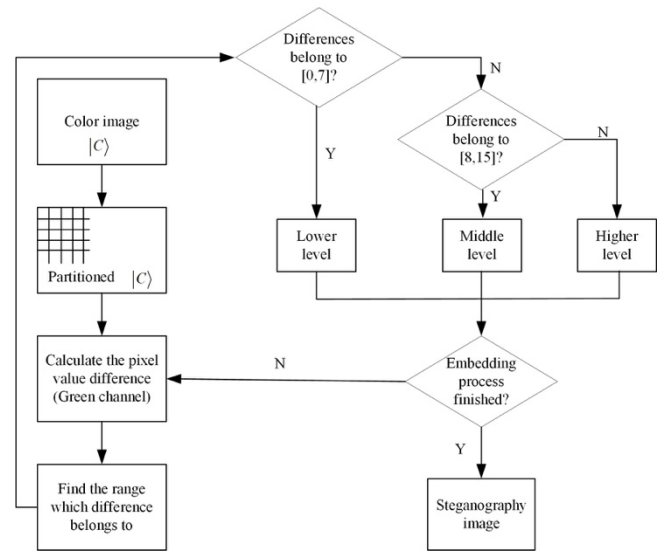 Color image
|C⟩
Partitioned |C⟩
Calculate the pixel
value difference
(Green channel)
Find the range
which difference
belongs to
Differences
belong to
[0,7]?
N
Y
Differences
belong to
[8,15]?
N
Y
Lower
level
Middle
level
Higher
level
Embedding
process
finished?
N
Y
Steganography
image